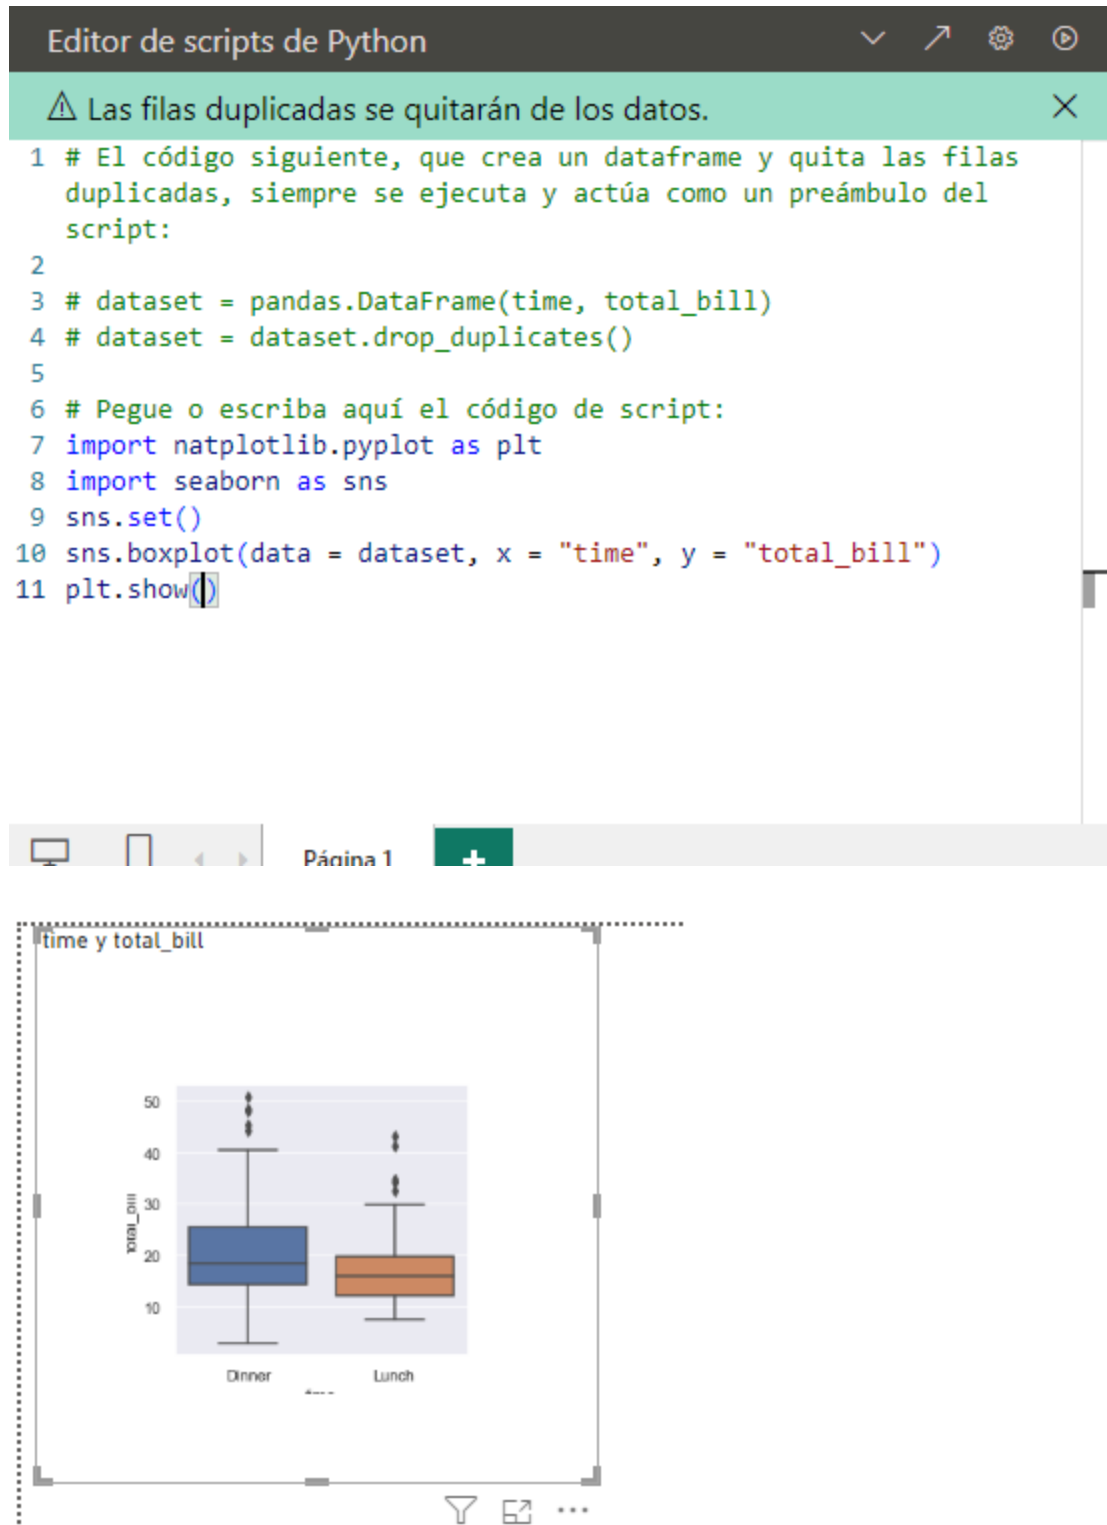 Editor de scripts de Python
Las filas duplicadas se quitarán de los datos.
1 # El código siguiente, que crea un dataframe y quita las filas
duplicadas, siempre se ejecuta y actúa como un preámbulo del
script:
2
3 # dataset = pandas.DataFrame(time, total_bill)
4 # dataset = dataset.drop_duplicates()
5
6 # Pegue o escriba aquí el código de script:
7 import natplotlib.pyplot as plt
8 import seaborn as sns
9 sns.set()
10 sns.boxplot(data = dataset, x = "time", y = "total_bill")
11 plt.show()
Página 1
time y total_bill
50
40
30
20
10
total_bill
Dinner Lunch